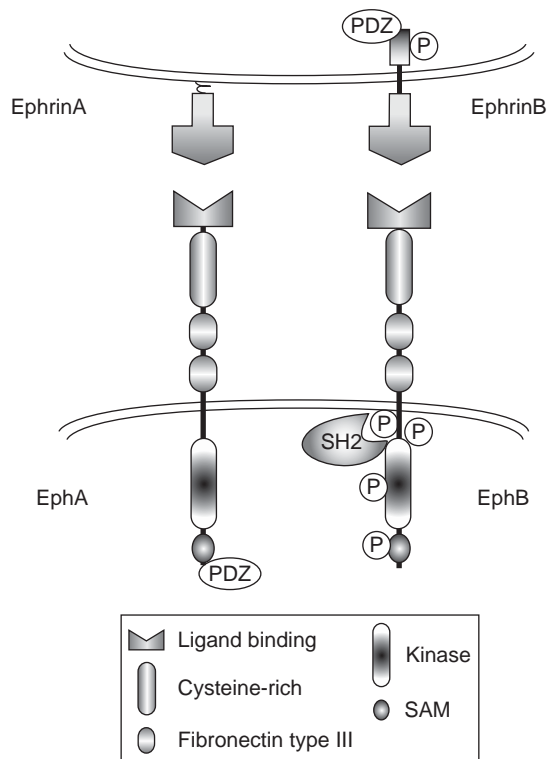 PDZ
P
EphrinA
EphrinB
P
P
SH2
P
EphA
EphB
P
PDZ
Ligand binding
Kinase
Cysteine-rich
SAM
Fibronectin type III